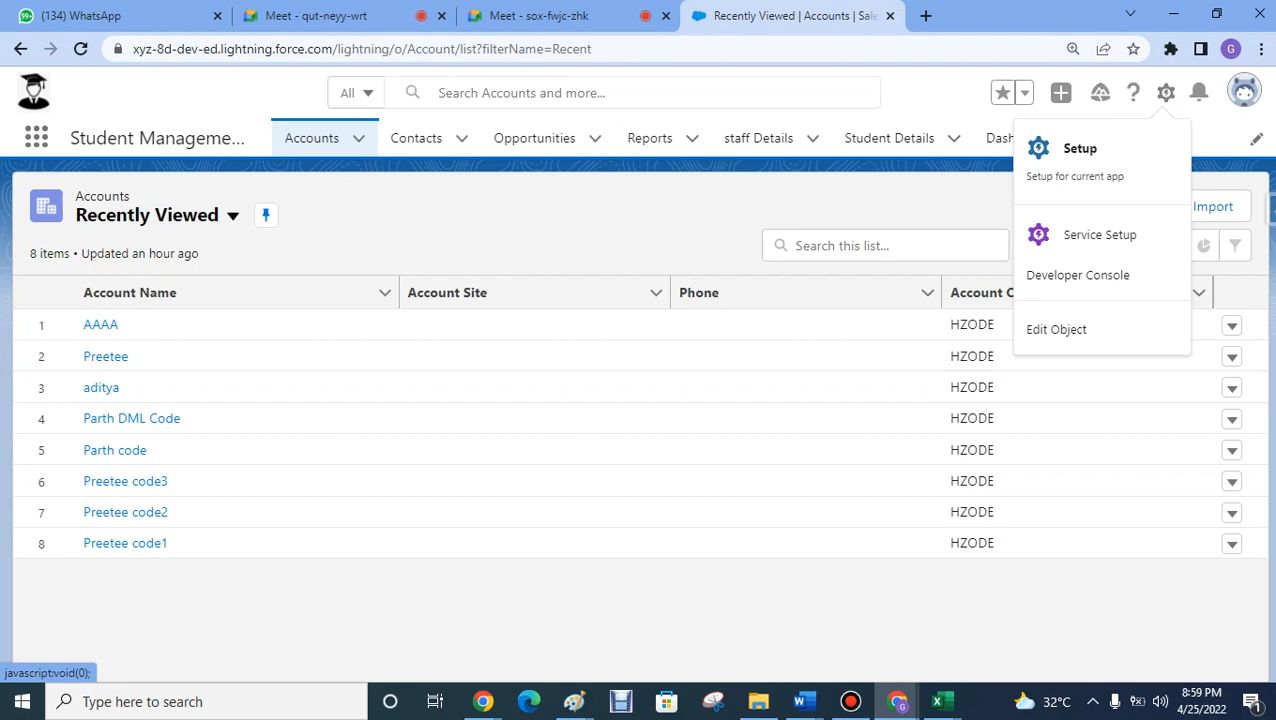 (134) WhatsApp
Meet - qut-neyy-wrt
Meet - sox-fwjc-zhk
Recently Viewed | Accounts | Sale
xyz-8d-dev-ed.lightning.force.com/lightning/o/Account/list?filterName=Recent
G
All
Search Accounts and more...
Student Manageme...
Accounts
Contacts
Opportunities
Reports
staff Details
Student Details
Dash
Setup
Setup for current app
Service Setup
Developer Console
Edit Object
Accounts
Recently Viewed
Import
8 items • Updated an hour ago
Search this list...
Account Name
Account Site
Phone
Account O
1 AAAA HZODE
2 Preetee HZODE
3 aditya HZODE
4 Parth DML Code HZODE
5 Parth code HZODE
6 Preetee code3 HZODE
7 Preetee code2 HZODE
8 Preetee code1 HZODE
javascript:void(0);
Type here to search
32°C
8:59 PM
4/25/2022
1